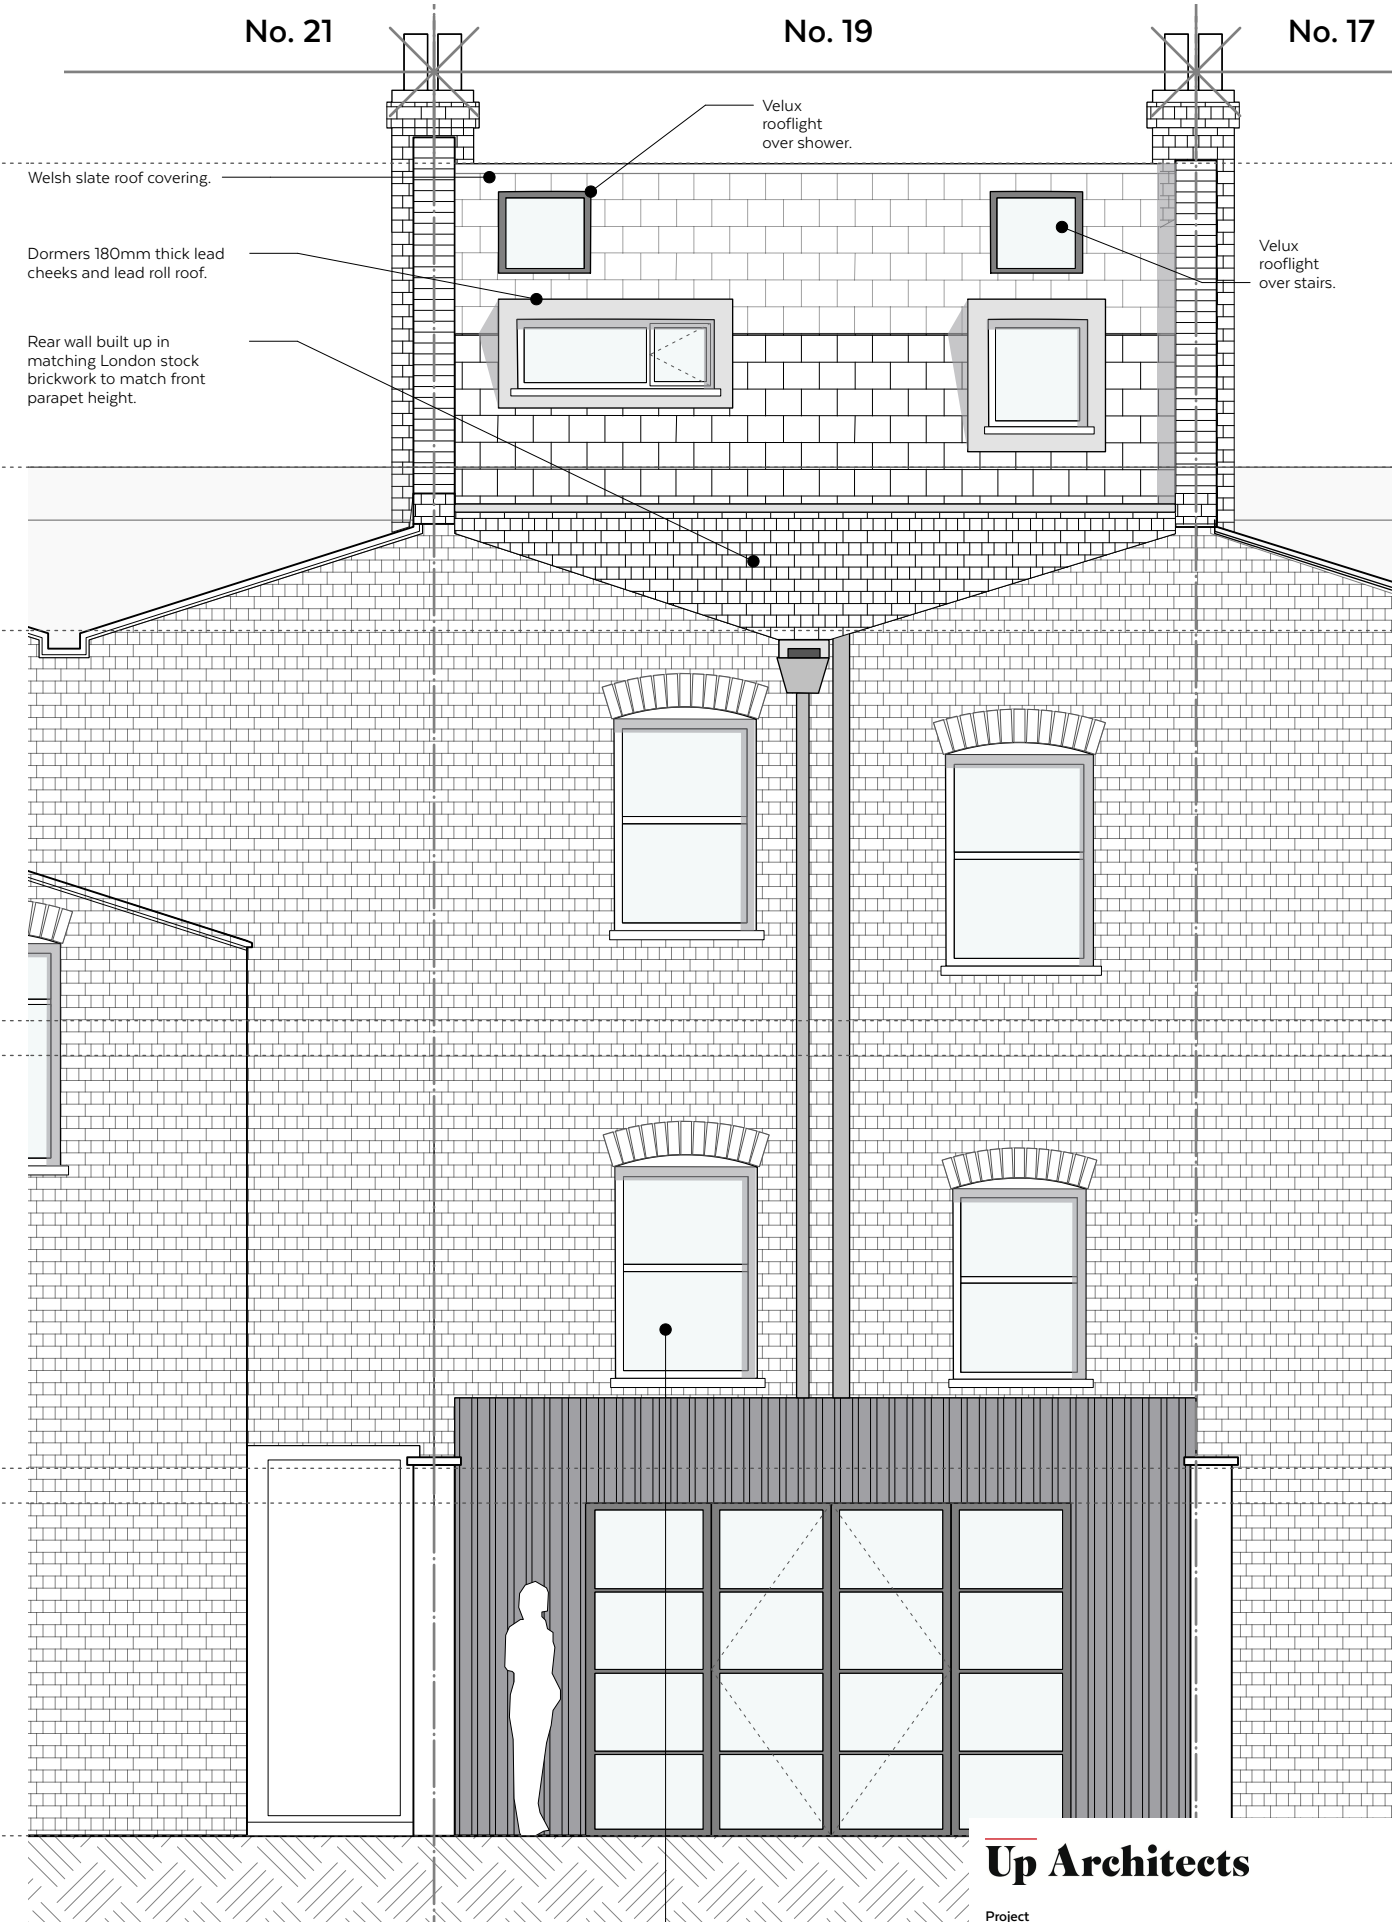 No. 21
No. 19
No. 17
Velux
rooflight
over shower.
Welsh slate roof covering.
Dormers 180mm thick lead
cheeks and lead roll roof.
Velux
rooflight
over stairs.
Rear wall built up in
matching London stock
brickwork to match front
parapet height.
Up Architects
Project